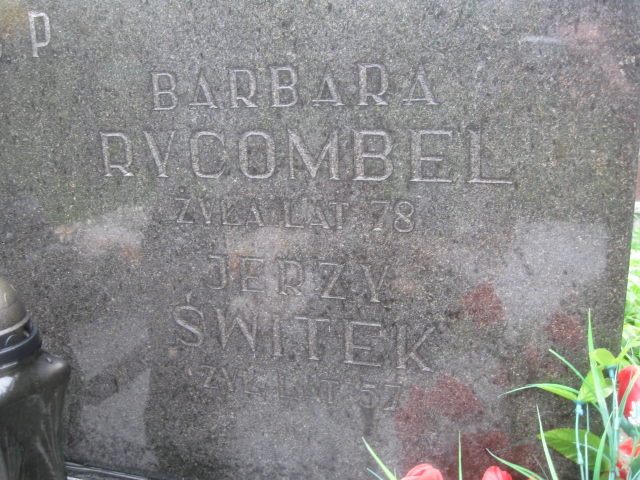 P
BARBARA
RYCOMBEL
ŻYŁA LAT 78
JERZY
ŚWITEK
ŻYŁ LAT 57